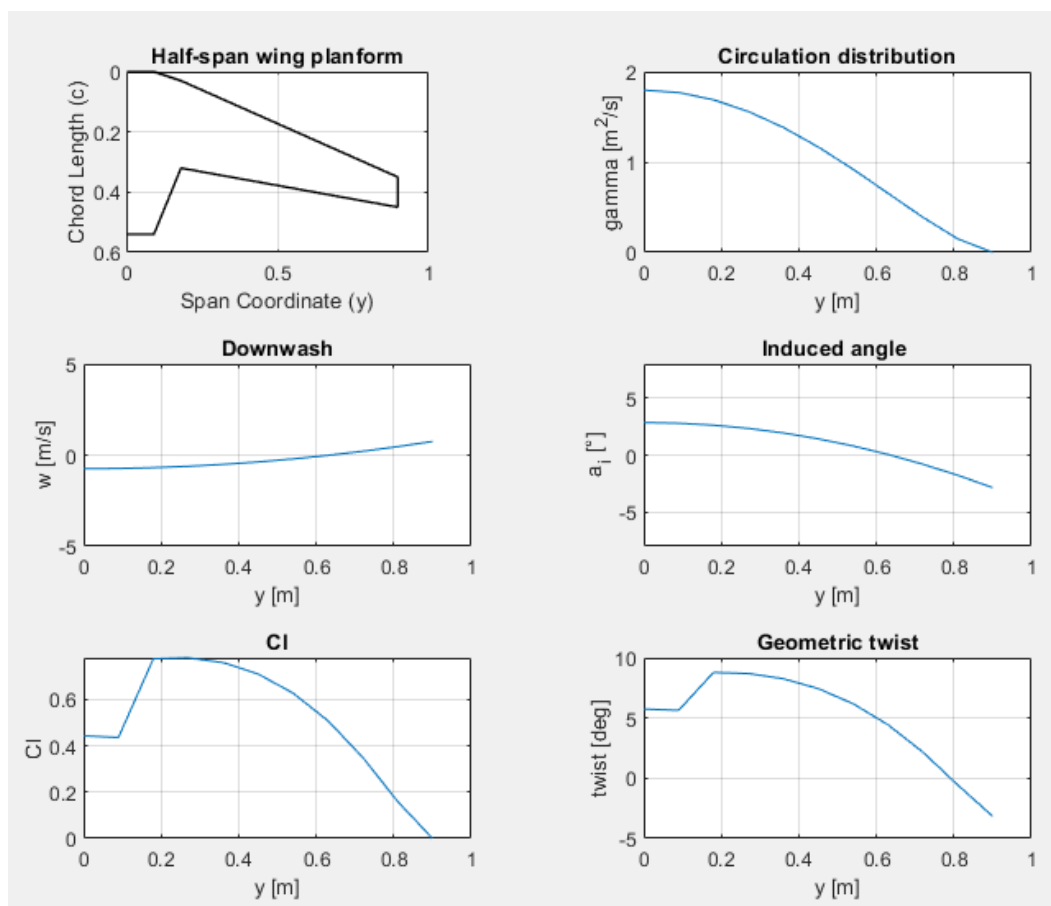 Half-span wing planform
Chord Length (c)
0
0.2
0.4
0.6
0 0.5 1
Span Coordinate (y)
Circulation distribution
gamma [m²/s]
2
1
0
0 0.2 0.4 0.6 0.8 1
y [m]
Downwash
w [m/s]
5
0
-5
0 0.2 0.4 0.6 0.8 1
y [m]
Induced angle
aᵢ [°]
5
0
-5
0 0.2 0.4 0.6 0.8 1
y [m]
Cl
Cl
0.6
0.4
0.2
0
0 0.2 0.4 0.6 0.8 1
y [m]
Geometric twist
twist [deg]
10
5
0
-5
0 0.2 0.4 0.6 0.8 1
y [m]